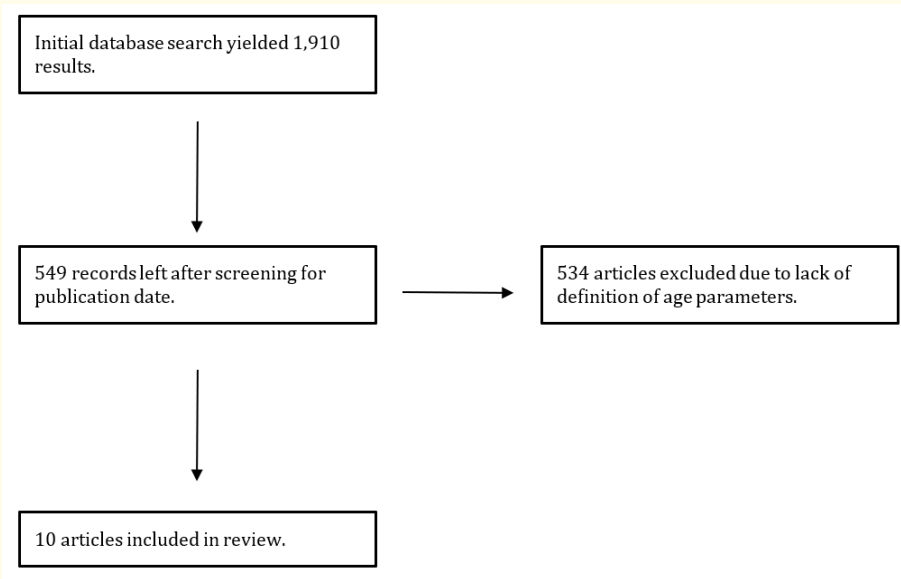 Initial database search yielded 1,910
results.
549 records left after screening for
publication date.
534 articles excluded due to lack of
definition of age parameters.
10 articles included in review.